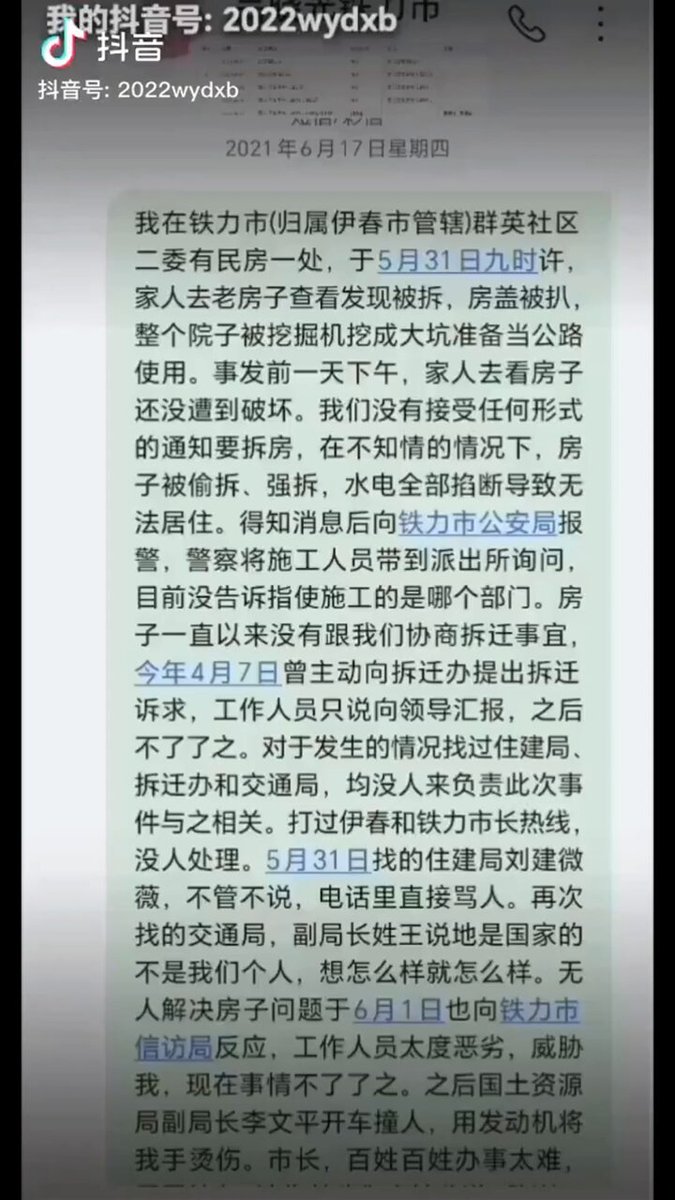 我的抖音号: 2022wydxb
抖音
抖音号: 2022wydxb
2021年6月17日星期四
我在铁力市(归属伊春市管辖)群英社区
二委有民房一处，于5月31日九时许，
家人去老房子查看发现被拆，房盖被扒，
整个院子被挖掘机挖成大坑准备当公路
使用。事发前一天下午，家人去看房子
还没遭到破坏。我们没有接受任何形式
的通知要拆房，在不知情的情况下，房
子被偷拆、强拆，水电全部掐断导致无
法居住。得知消息后向铁力市公安局报
警，警察将施工人员带到派出所询问，
目前没告诉指使施工的是哪个部门。房
子一直以来没有跟我们协商拆迁事宜，
今年4月7日曾主动向拆迁办提出拆迁
诉求，工作人员只说向领导汇报，之后
不了了之。对于发生的情况找过住建局、
拆迁办和交通局，均没人来负责此次事
件与之相关。打过伊春和铁力市长热线，
没人处理。5月31日找的住建局刘建微
薇，不管不说，电话里直接骂人。再次
找的交通局，副局长姓王说地是国家的
不是我们个人，想怎么样就怎么样。无
人解决房子问题于6月1日也向铁力市
信访局反应，工作人员太度恶劣，威胁
我，现在事情不了了之。之后国土资源
局副局长李文平开车撞人，用发动机将
我手烫伤。市长，百姓百姓办事太难，